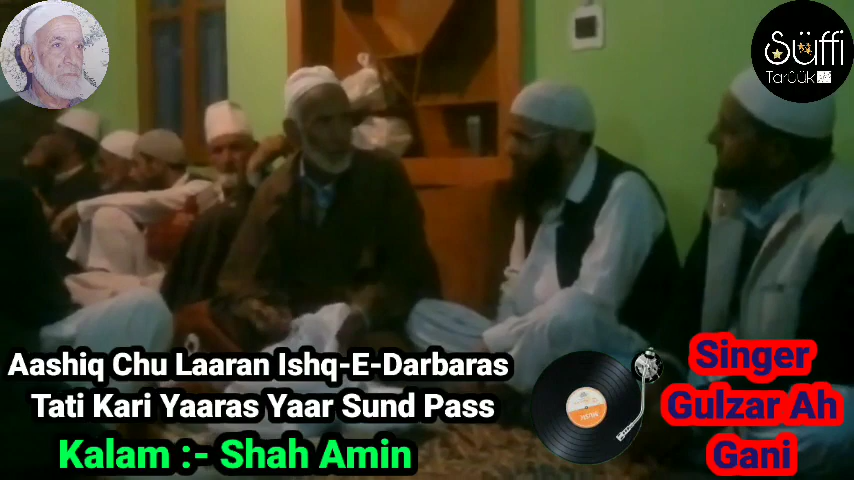 Süffi
Tarüük
Aashiq Chu Laaran Ishq-E-Darbaras
Tati Kari Yaaras Yaar Sund Pass
Kalam :- Shah Amin
Singer
Gulzar Ah
Gani